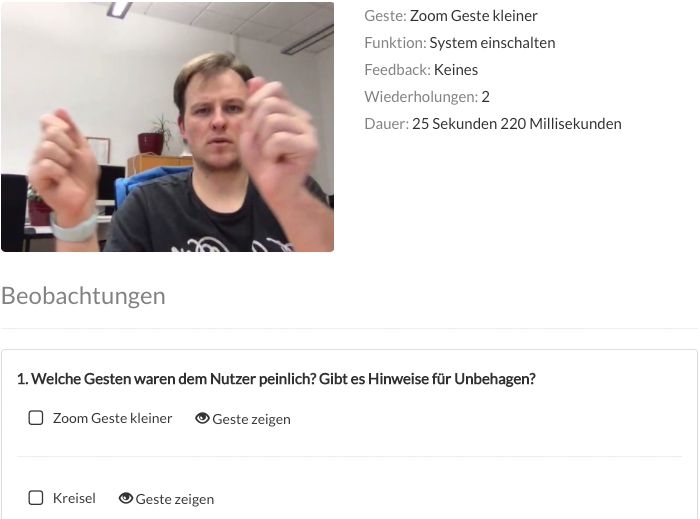 Geste: Zoom Geste kleiner
Funktion: System einschalten
Feedback: Keines
Wiederholungen: 2
Dauer: 25 Sekunden 220 Millisekunden
Beobachtungen
1. Welche Gesten waren dem Nutzer peinlich? Gibt es Hinweise für Unbehagen?
Zoom Geste kleiner Geste zeigen
Kreisel Geste zeigen